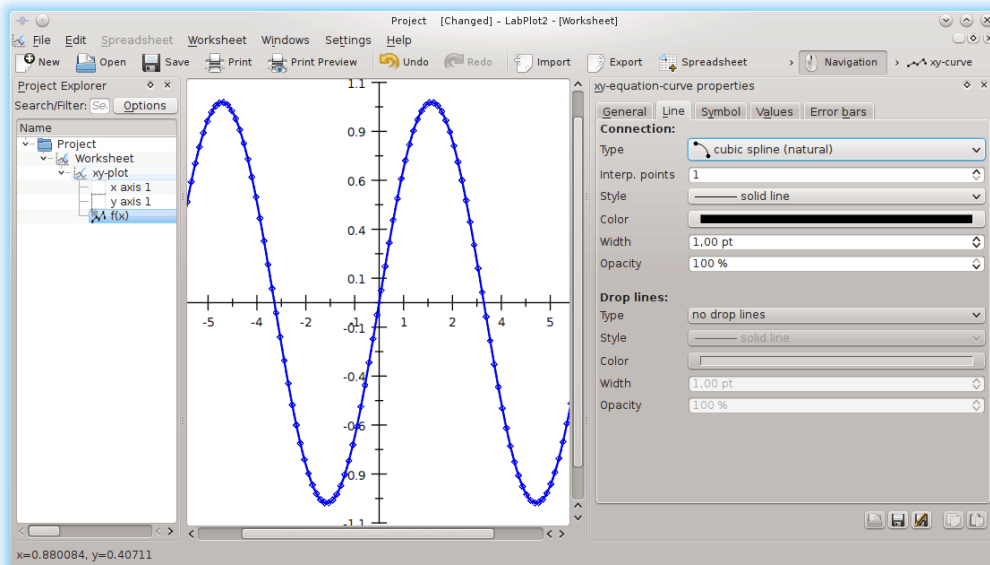 Project [Changed] – LabPlot2 – [Worksheet]
File Edit Spreadsheet Worksheet Windows Settings Help
New Open Save Print Print Preview Undo Redo Import Export Spreadsheet Navigation xy-curve
Project Explorer
Search/Filter: Se. Options
Name
Project
Worksheet
xy-plot
x axis 1
y axis 1
f(x)
1.1
0.9
0.6
0.4
0.1
-5 -4 -2 -1 1 2 4 5
-0.1
-0.4
-0.6
-0.9
-1.1
xy-equation-curve properties
General Line Symbol Values Error bars
Connection:
Type cubic spline (natural)
Interp. points 1
Style solid line
Color
Width 1,00 pt
Opacity 100 %
Drop lines:
Type no drop lines
Style solid line
Color
Width 1,00 pt
Opacity 100 %
x=0.880084, y=0.40711